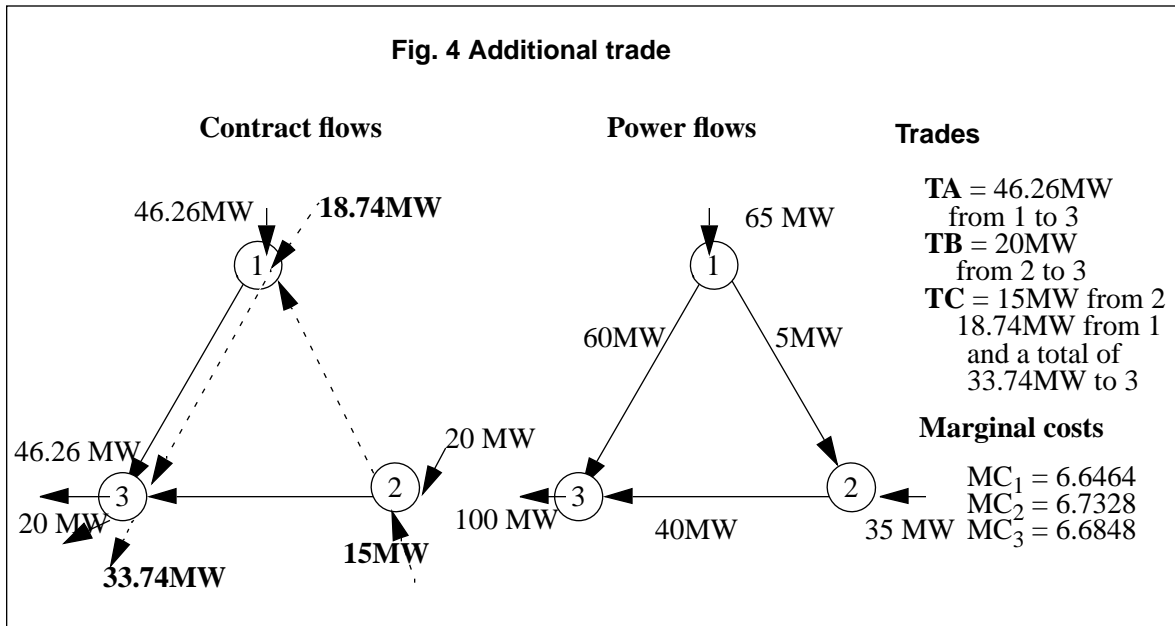 Fig. 4 Additional trade
Contract flows
46.26MW
18.74MW
1
46.26 MW
3
20 MW
33.74MW
2
20 MW
15MW
Power flows
65 MW
1
60MW
5MW
3
100 MW
40MW
2
35 MW
Trades
TA = 46.26MW
from 1 to 3
TB = 20MW
from 2 to 3
TC = 15MW from 2
18.74MW from 1
and a total of
33.74MW to 3
Marginal costs
MC1 = 6.6464
MC2 = 6.7328
MC3 = 6.6848